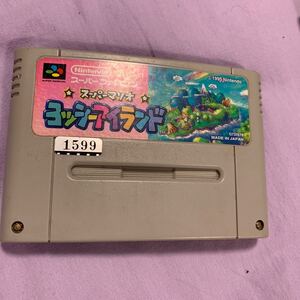 Nintendo
スーパーファミコン
© 1995 Nintendo
スーパーマリオ
ヨッシーアイランド
MADE IN JAPAN
1599